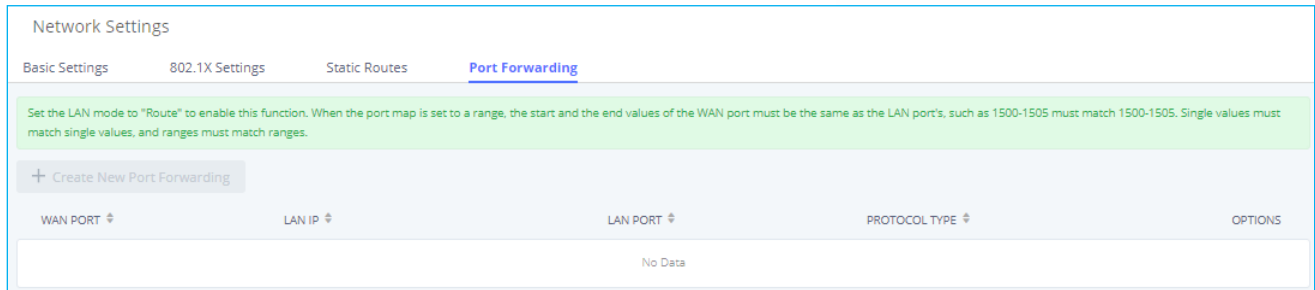 Network Settings
Basic Settings 802.1X Settings Static Routes Port Forwarding
Set the LAN mode to "Route" to enable this function. When the port map is set to a range, the start and the end values of the WAN port must be the same as the LAN port's, such as 1500-1505 must match 1500-1505. Single values must
match single values, and ranges must match ranges.
+ Create New Port Forwarding
WAN PORT LAN IP LAN PORT PROTOCOL TYPE OPTIONS
No Data